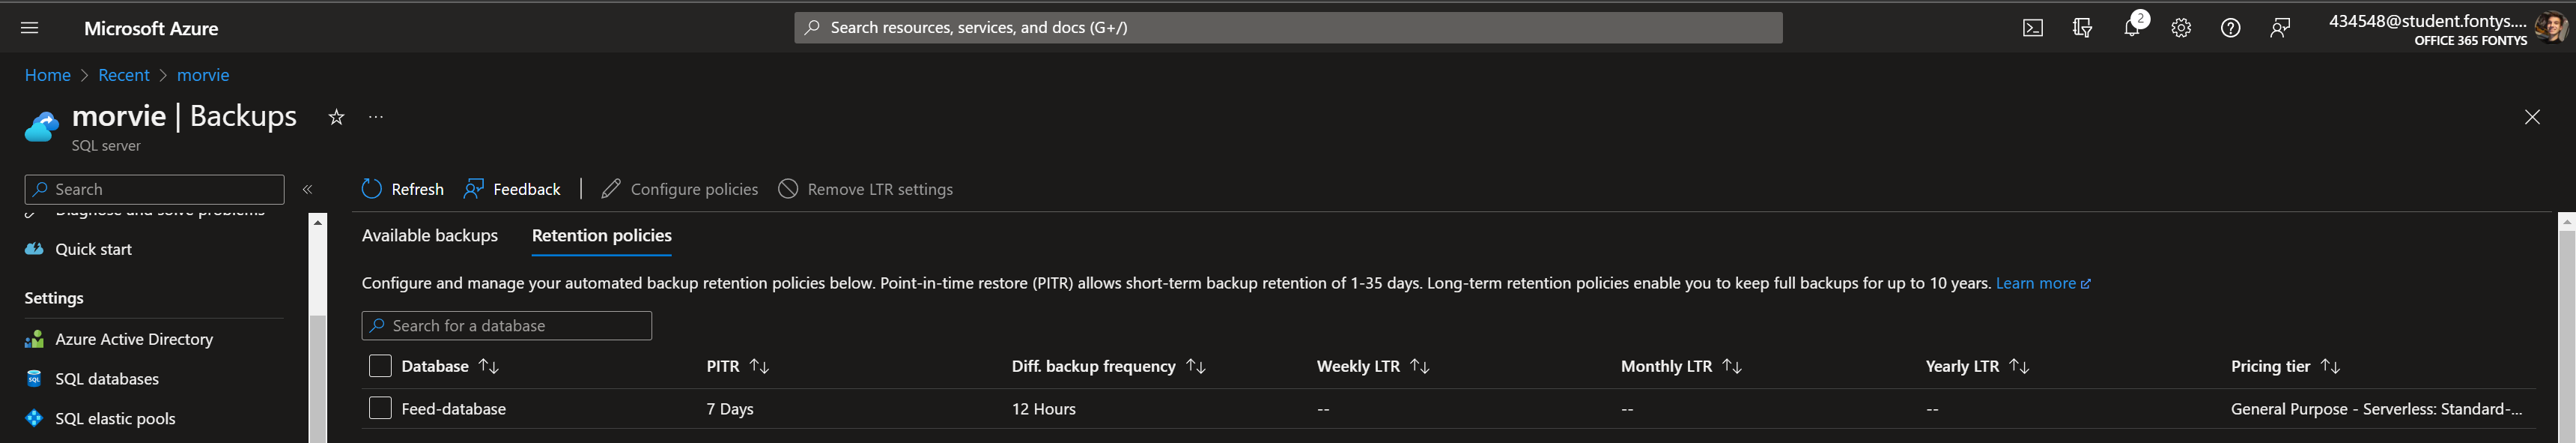 Microsoft Azure
Search resources, services, and docs (G+/)
2
434548@student.fontys....
OFFICE 365 FONTYS
Home > Recent > morvie
morvie | Backups
SQL server
Search
Refresh
Feedback
Configure policies
Remove LTR settings
Diagnose and solve problems
Quick start
Settings
Azure Active Directory
SQL databases
SQL elastic pools
Available backups
Retention policies
Configure and manage your automated backup retention policies below. Point-in-time restore (PITR) allows short-term backup retention of 1-35 days. Long-term retention policies enable you to keep full backups for up to 10 years. Learn more
Search for a database
Database PITR Diff. backup frequency Weekly LTR Monthly LTR Yearly LTR Pricing tier
Feed-database 7 Days 12 Hours -- -- -- General Purpose - Serverless: Standard-...